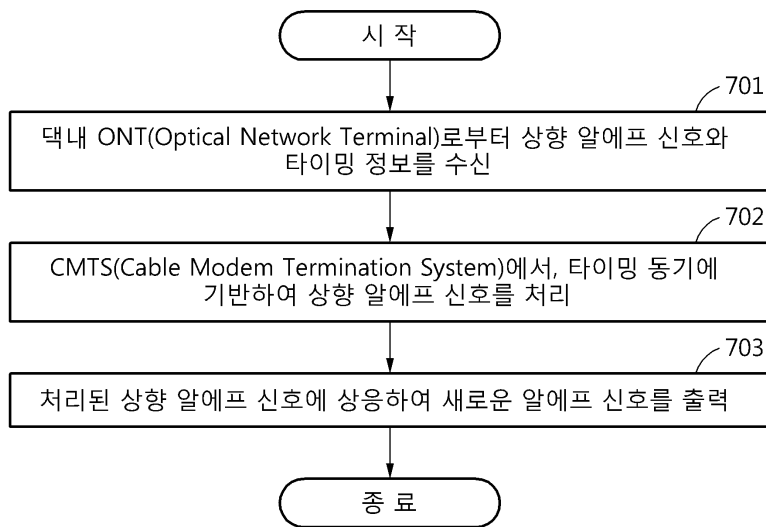 시 작
701
댁내 ONT(Optical Network Terminal)로부터 상향 알에프 신호와
타이밍 정보를 수신
702
CMTS(Cable Modem Termination System)에서, 타이밍 동기에
기반하여 상향 알에프 신호를 처리
703
처리된 상향 알에프 신호에 상응하여 새로운 알에프 신호를 출력
종 료